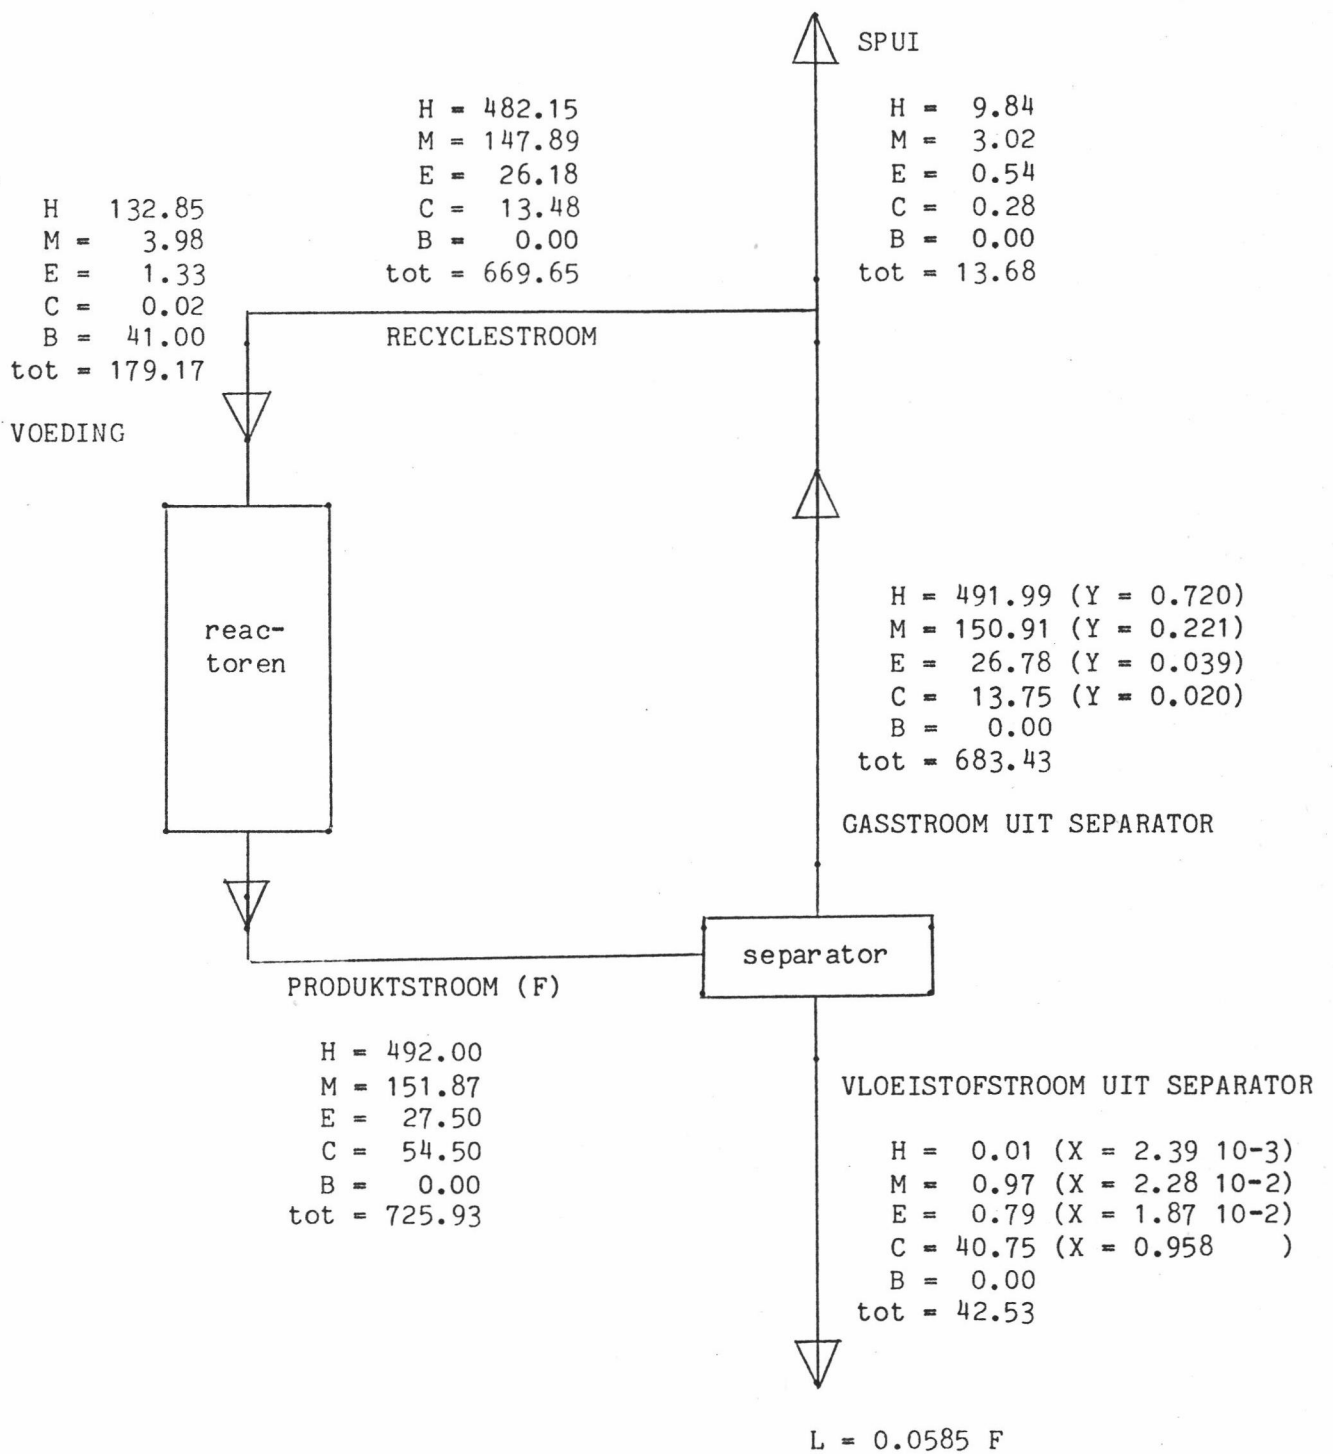 SPUI
H = 9.84
M = 3.02
E = 0.54
C = 0.28
B = 0.00
tot = 13.68
H = 482.15
M = 147.89
E = 26.18
C = 13.48
B = 0.00
tot = 669.65
RECYCLESTROOM
H 132.85
M = 3.98
E = 1.33
C = 0.02
B = 41.00
tot = 179.17
VOEDING
reac-
toren
H = 491.99 (Y = 0.720)
M = 150.91 (Y = 0.221)
E = 26.78 (Y = 0.039)
C = 13.75 (Y = 0.020)
B = 0.00
tot = 683.43
GASSTROOM UIT SEPARATOR
separator
PRODUKTSTROOM (F)
H = 492.00
M = 151.87
E = 27.50
C = 54.50
B = 0.00
tot = 725.93
VLOEISTOFSTROOM UIT SEPARATOR
H = 0.01 (X = 2.39 10-3)
M = 0.97 (X = 2.28 10-2)
E = 0.79 (X = 1.87 10-2)
C = 40.75 (X = 0.958 )
B = 0.00
tot = 42.53
L = 0.0585 F